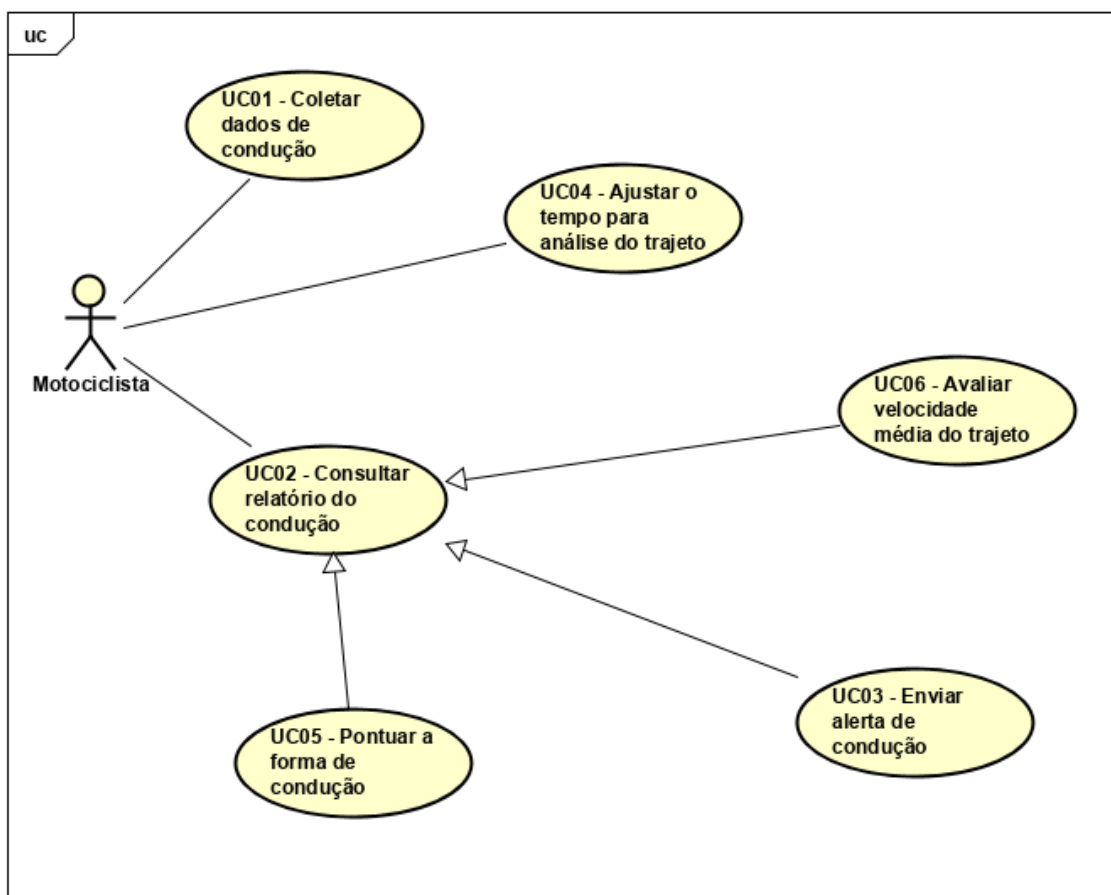 uc
UC01 - Coletar
dados de
condução
UC04 - Ajustar o
tempo para
análise do trajeto
Motociclista
UC06 - Avaliar
velocidade
média do trajeto
UC02 - Consultar
relatório do
condução
UC03 - Enviar
alerta de
condução
UC05 - Pontuar a
forma de
condução